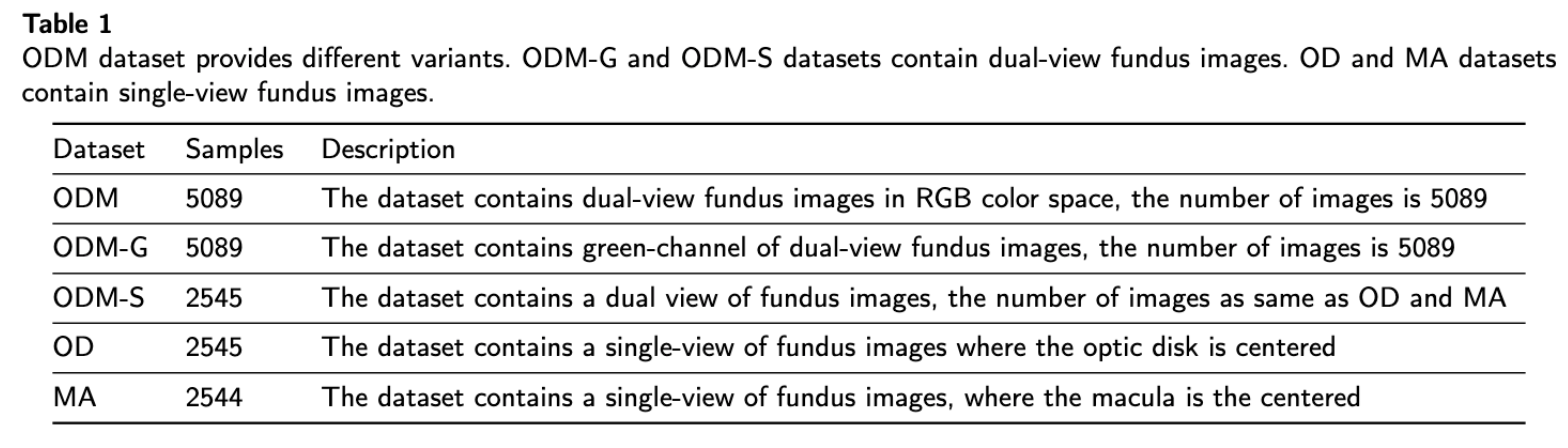 Table 1
ODM dataset provides different variants. ODM-G and ODM-S datasets contain dual-view fundus images. OD and MA datasets
contain single-view fundus images.
Dataset Samples Description
ODM 5089 The dataset contains dual-view fundus images in RGB color space, the number of images is 5089
ODM-G 5089 The dataset contains green-channel of dual-view fundus images, the number of images is 5089
ODM-S 2545 The dataset contains a dual view of fundus images, the number of images as same as OD and MA
OD 2545 The dataset contains a single-view of fundus images where the optic disk is centered
MA 2544 The dataset contains a single-view of fundus images, where the macula is the centered